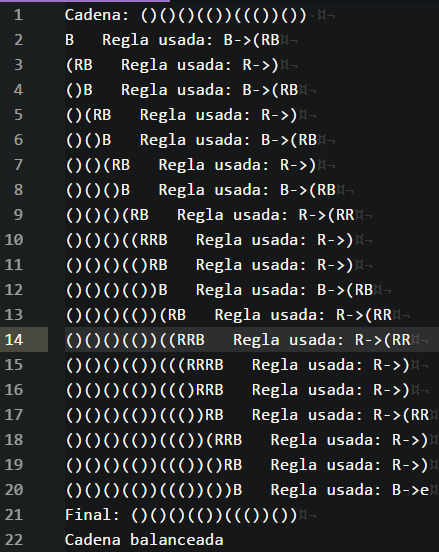 1 Cadena: ()()()(())((())())
2 B   Regla usada: B->(RB
3 (RB   Regla usada: R->)
4 ()B   Regla usada: B->(RB
5 ()(RB   Regla usada: R->)
6 ()()B   Regla usada: B->(RB
7 ()()(RB   Regla usada: R->)
8 ()()()B   Regla usada: B->(RB
9 ()()()(RB   Regla usada: R->(RR
10 ()()()((RRB   Regla usada: R->)
11 ()()()(()RB   Regla usada: R->)
12 ()()()(())B   Regla usada: B->(RB
13 ()()()(())(RB   Regla usada: R->(RR
14 ()()()(())((RRB   Regla usada: R->(RR
15 ()()()(())(((RRRB   Regla usada: R->)
16 ()()()(())((()RRB   Regla usada: R->)
17 ()()()(())((())RB   Regla usada: R->(RR
18 ()()()(())((())(RRB   Regla usada: R->)
19 ()()()(())((())()RB   Regla usada: R->)
20 ()()()(())((())())B   Regla usada: B->e
21 Final: ()()()(())((())())
22 Cadena balanceada